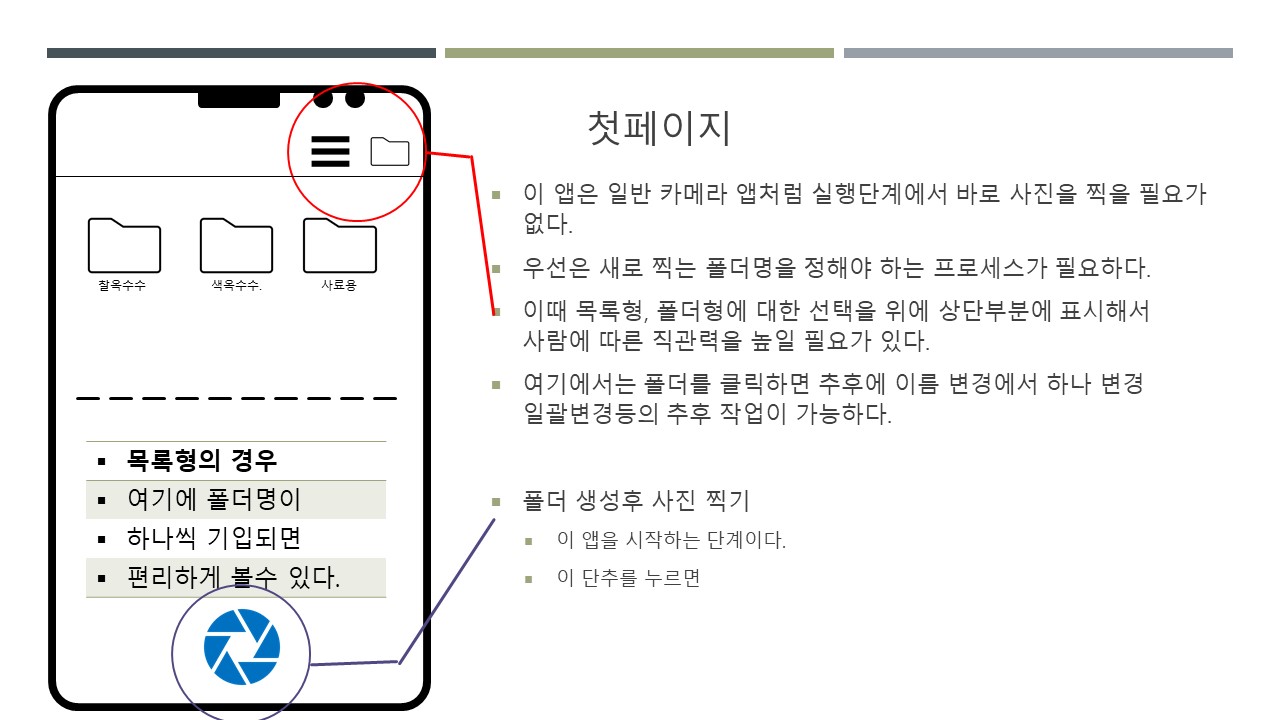 첫페이지
찰옥수수
색옥수수.
사료용
목록형의 경우
여기에 폴더명이
하나씩 기입되면
편리하게 볼수 있다.
이 앱은 일반 카메라 앱처럼 실행단계에서 바로 사진을 찍을 필요가
없다.
우선은 새로 찍는 폴더명을 정해야 하는 프로세스가 필요하다.
이때 목록형, 폴더형에 대한 선택을 위에 상단부분에 표시해서
사람에 따른 직관력을 높일 필요가 있다.
여기에서는 폴더를 클릭하면 추후에 이름 변경에서 하나 변경
일괄변경등의 추후 작업이 가능하다.
폴더 생성후 사진 찍기
이 앱을 시작하는 단계이다.
이 단추를 누르면